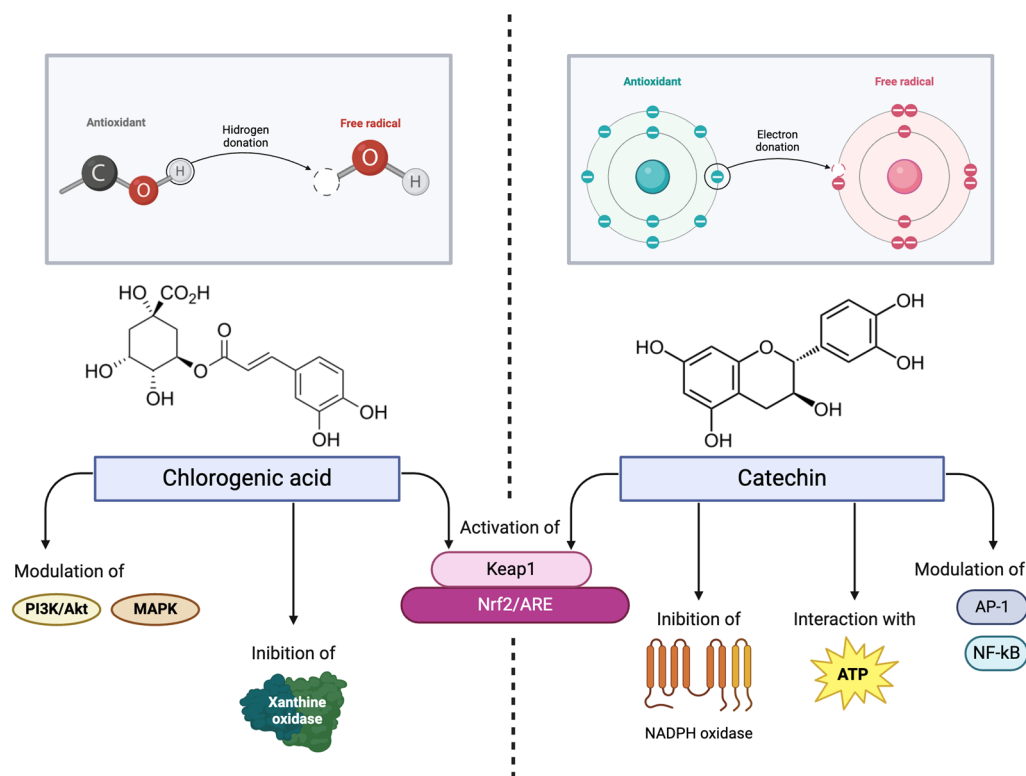 Antioxidant
Hidrogen
donation
Free radical
C
O
H
O
H
HO
CO₂H
O
HO
OH
O
OH
OH
Chlorogenic acid
Modulation of
PI3K/Akt
MAPK
Inibition of
Xanthine
oxidase
Activation of
Keap1
Nrf2/ARE
Antioxidant
Electron
donation
Free radical
OH
HO
O
OH
OH
OH
Catechin
Inibition of
NADPH oxidase
Interaction with
ATP
Modulation of
AP-1
NF-kB